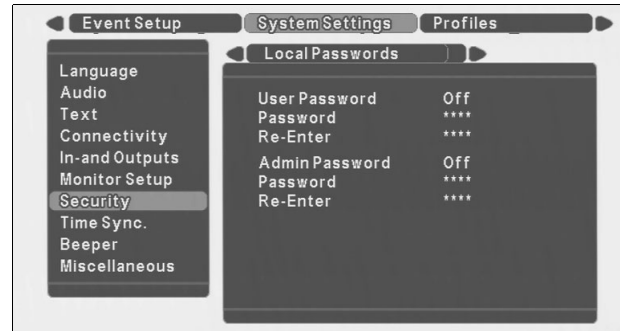 Event Setup System Settings Profiles
Local Passwords
Language
Audio
Text
Connectivity
In-and Outputs
Monitor Setup
Security
Time Sync.
Beeper
Miscellaneous
User Password Off
Password ****
Re-Enter ****
Admin Password Off
Password ****
Re-Enter ****